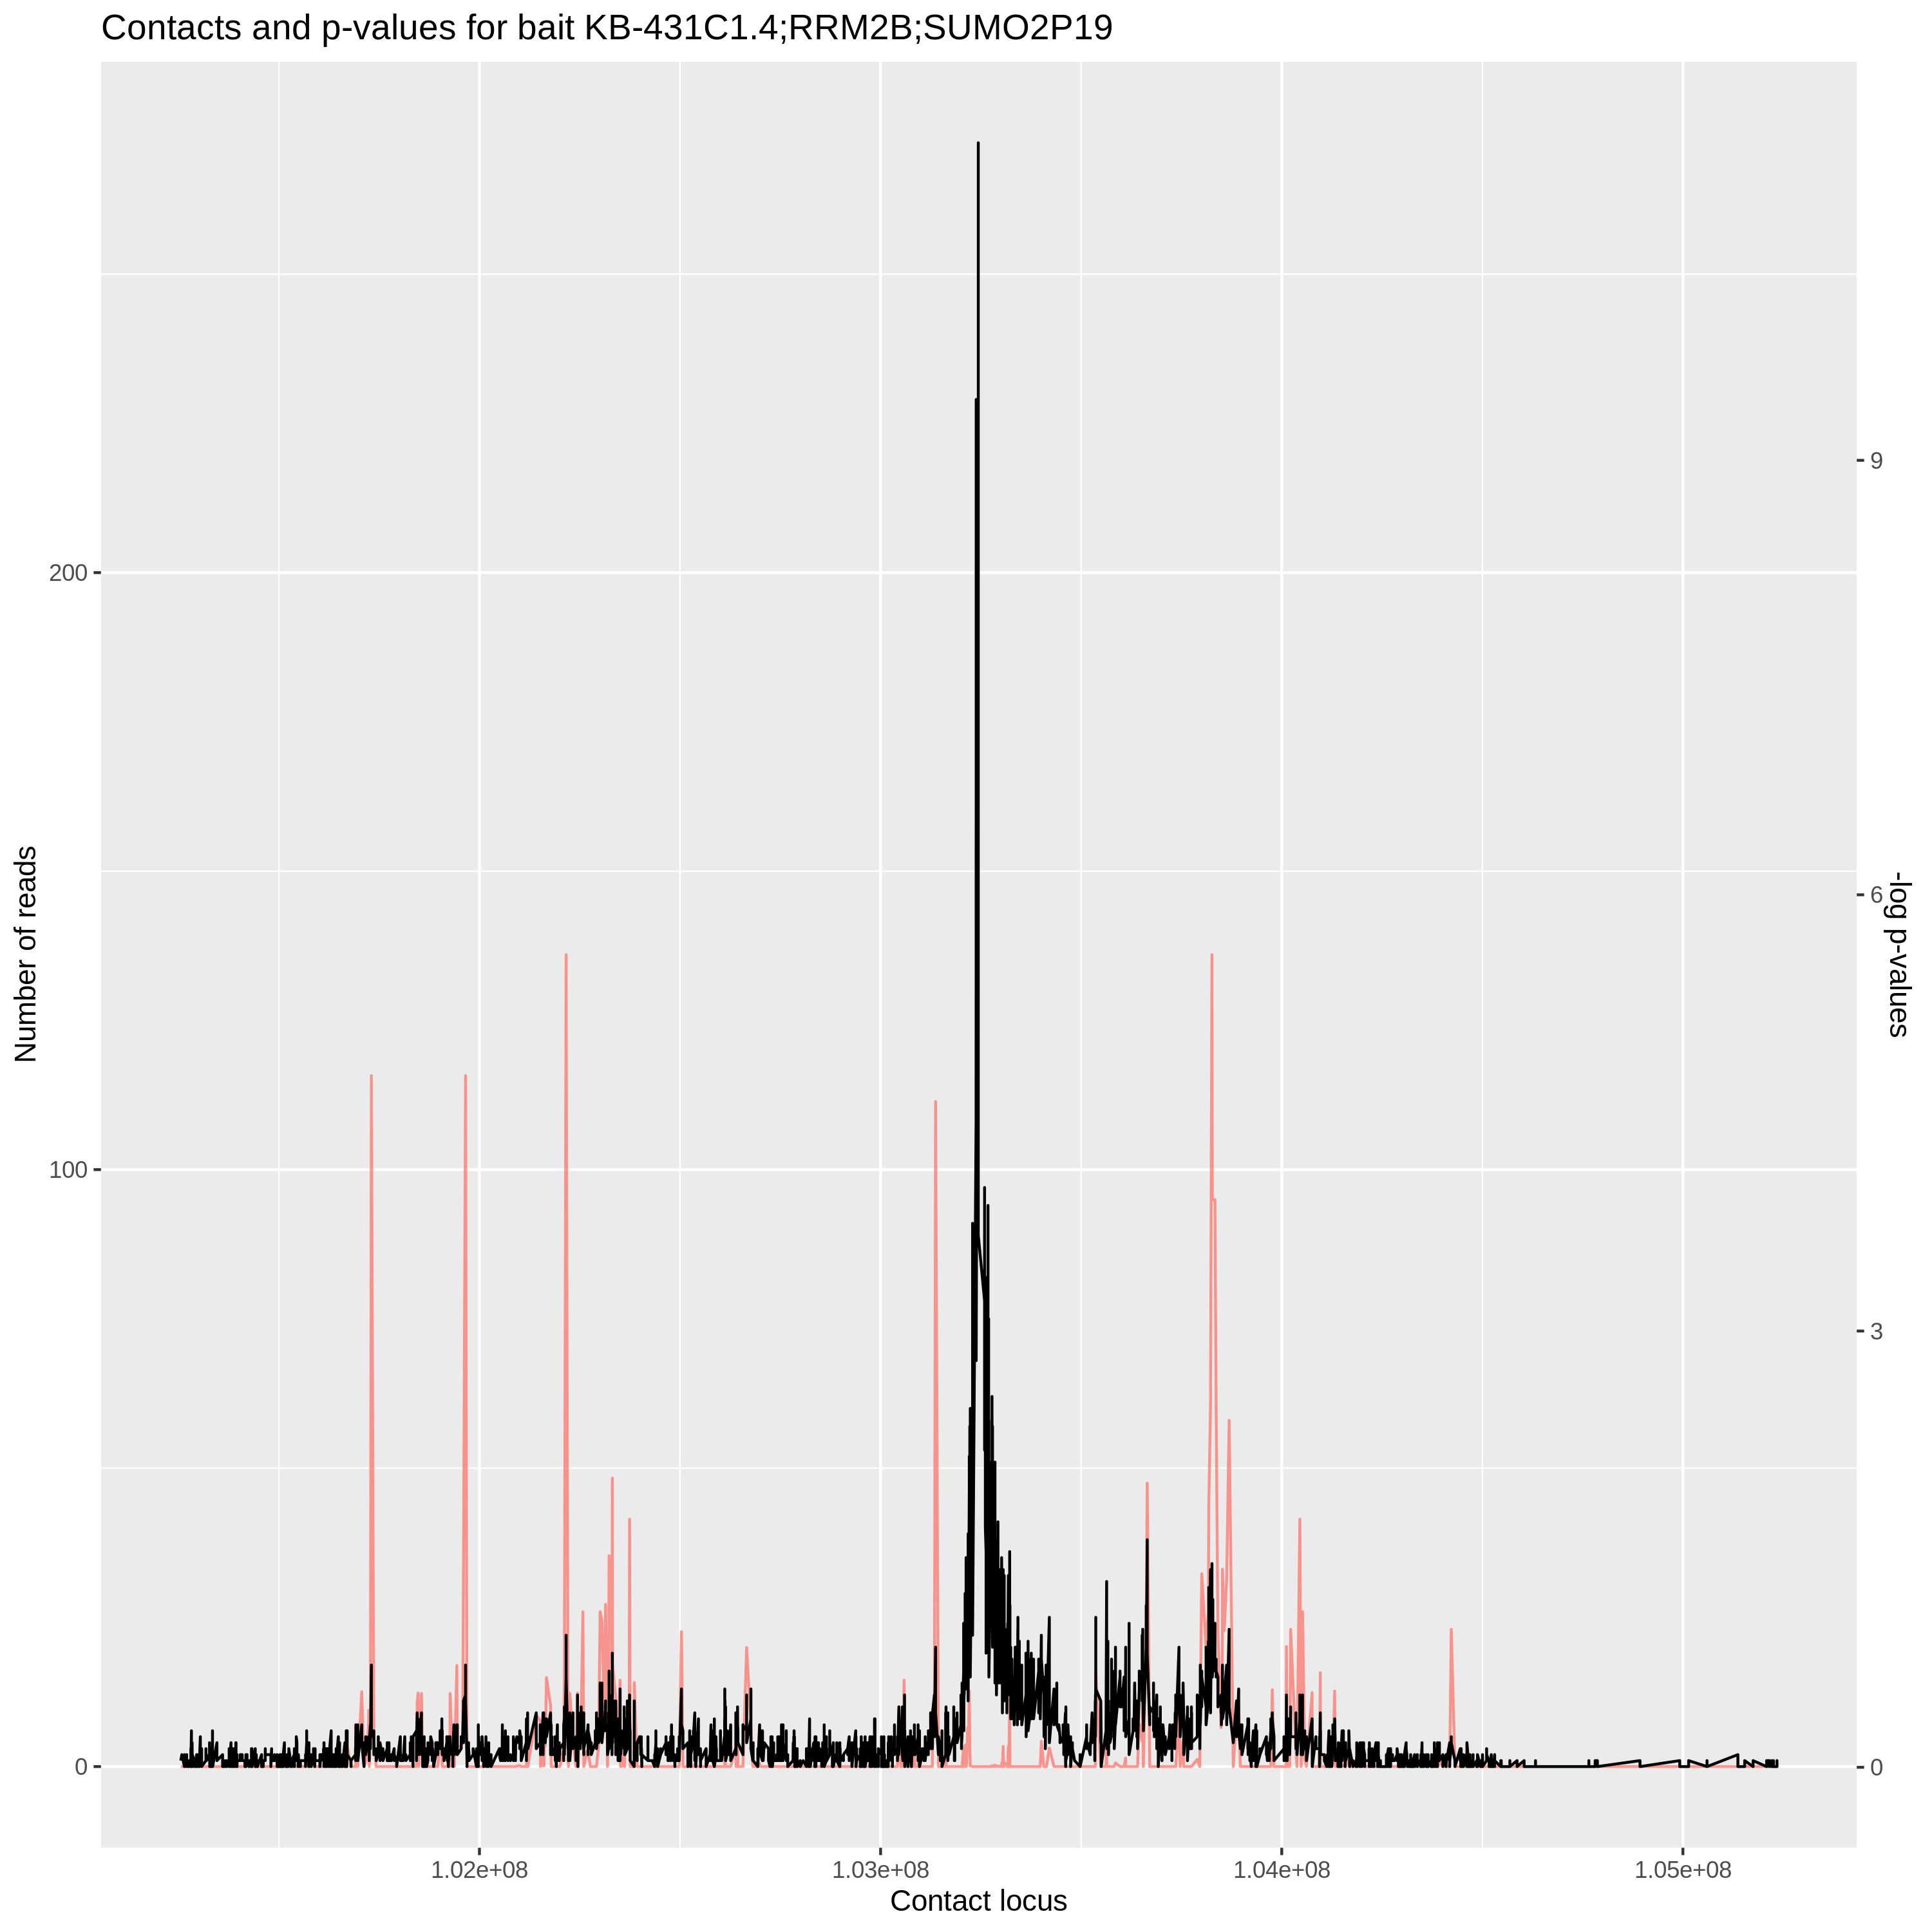 Contacts and p-values for bait KB-431C1.4;RRM2B;SUMO2P19
Number of reads
200
100
0
9
6
3
0
-log p-values
1.02e+08
1.03e+08
1.04e+08
1.05e+08
Contact locus